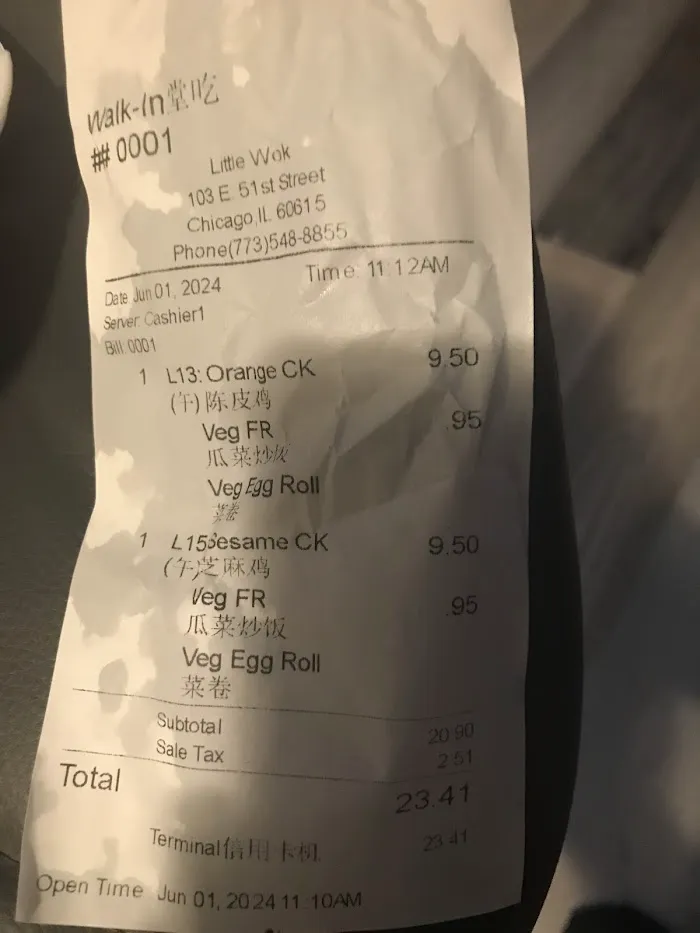 Walk-In堂吃
## 0001
Little Wok
103 E. 51st Street
Chicago,IL. 60615
Phone(773)548-8855
Date: Jun 01, 2024 Time: 11:12AM
Server: Cashier1
Bill: 0001
1 L13: Orange CK 9.50
(午) 陈皮鸡
Veg FR .95
瓜菜炒饭
Veg Egg Roll
菜卷
1 L15Sesame CK 9.50
(午)芝麻鸡
Veg FR .95
瓜菜炒饭
Veg Egg Roll
菜卷
Subtotal 20.90
Sale Tax 2.51
Total 23.41
Terminal信用卡机 23.41
Open Time Jun 01, 2024 11:10AM